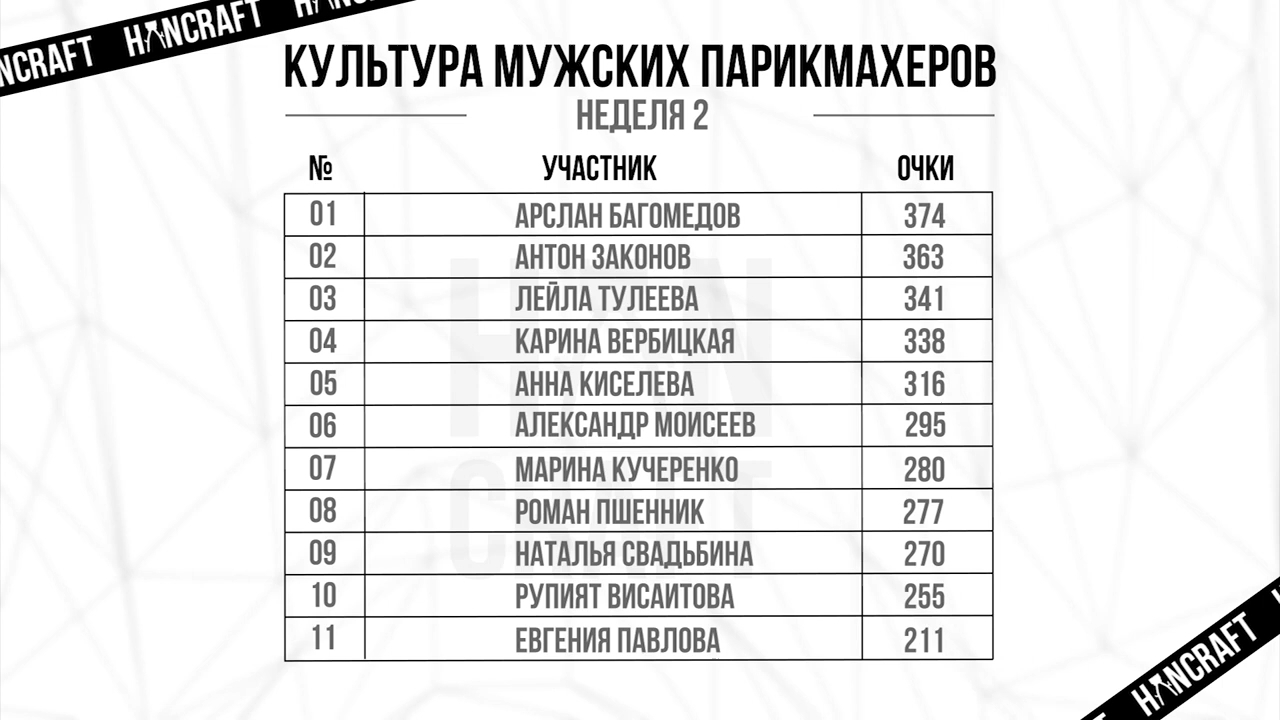 HANCRAFT
КУЛЬТУРА МУЖСКИХ ПАРИКМАХЕРОВ
НЕДЕЛЯ 2
№ УЧАСТНИК ОЧКИ
01 АРСЛАН БАГОМЕДОВ 374
02 АНТОН ЗАКОНОВ 363
03 ЛЕЙЛА ТУЛЕЕВА 341
04 КАРИНА ВЕРБИЦКАЯ 338
05 АННА КИСЕЛЕВА 316
06 АЛЕКСАНДР МОИСЕЕВ 295
07 МАРИНА КУЧЕРЕНКО 280
08 РОМАН ПШЕННИК 277
09 НАТАЛЬЯ СВАДЬБИНА 270
10 РУПИЯТ ВИСАИТОВА 255
11 ЕВГЕНИЯ ПАВЛОВА 211
HANCRAFT